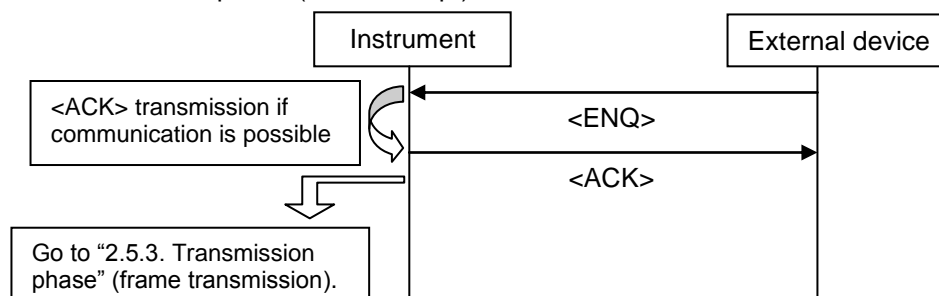 Instrument
External device
<ACK> transmission if
communication is possible
<ENQ>
<ACK>
Go to “2.5.3. Transmission
phase” (frame transmission).